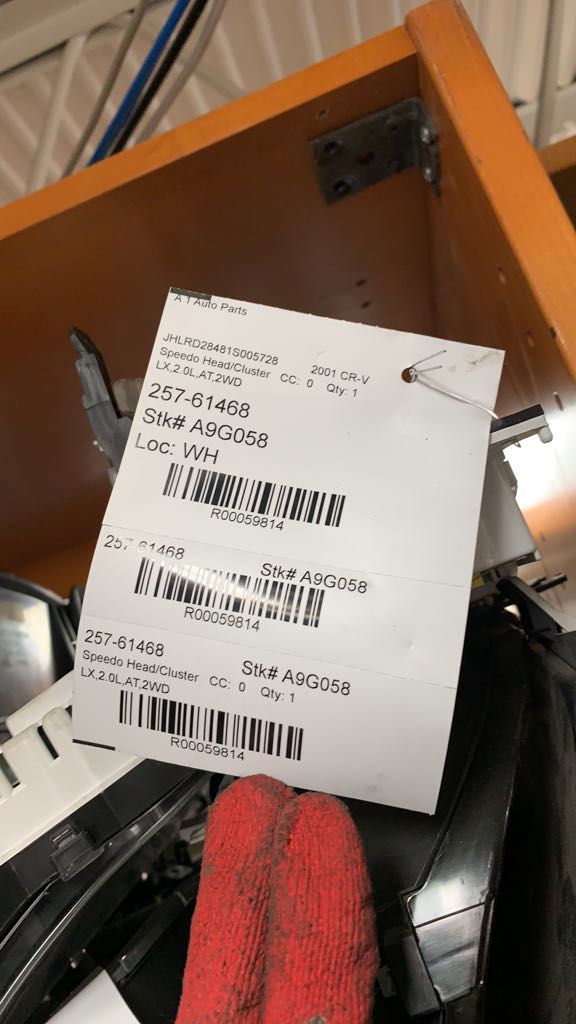 A 1 Auto Parts
JHLRD28481S005728 2001 CR-V
Speedo Head/Cluster CC: 0 Qty: 1
LX,2.0L,AT,2WD
257-61468
Stk# A9G058
Loc: WH
R00059814
257-61468 Stk# A9G058
R00059814
257-61468 Stk# A9G058
Speedo Head/Cluster CC: 0 Qty: 1
LX,2.0L,AT,2WD
R00059814